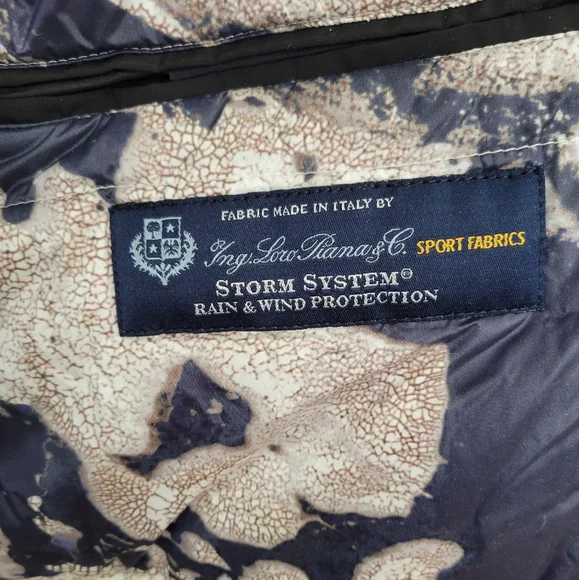 FABRIC MADE IN ITALY BY
Ing. Loro Piana & C. SPORT FABRICS
STORM SYSTEM®
RAIN & WIND PROTECTION